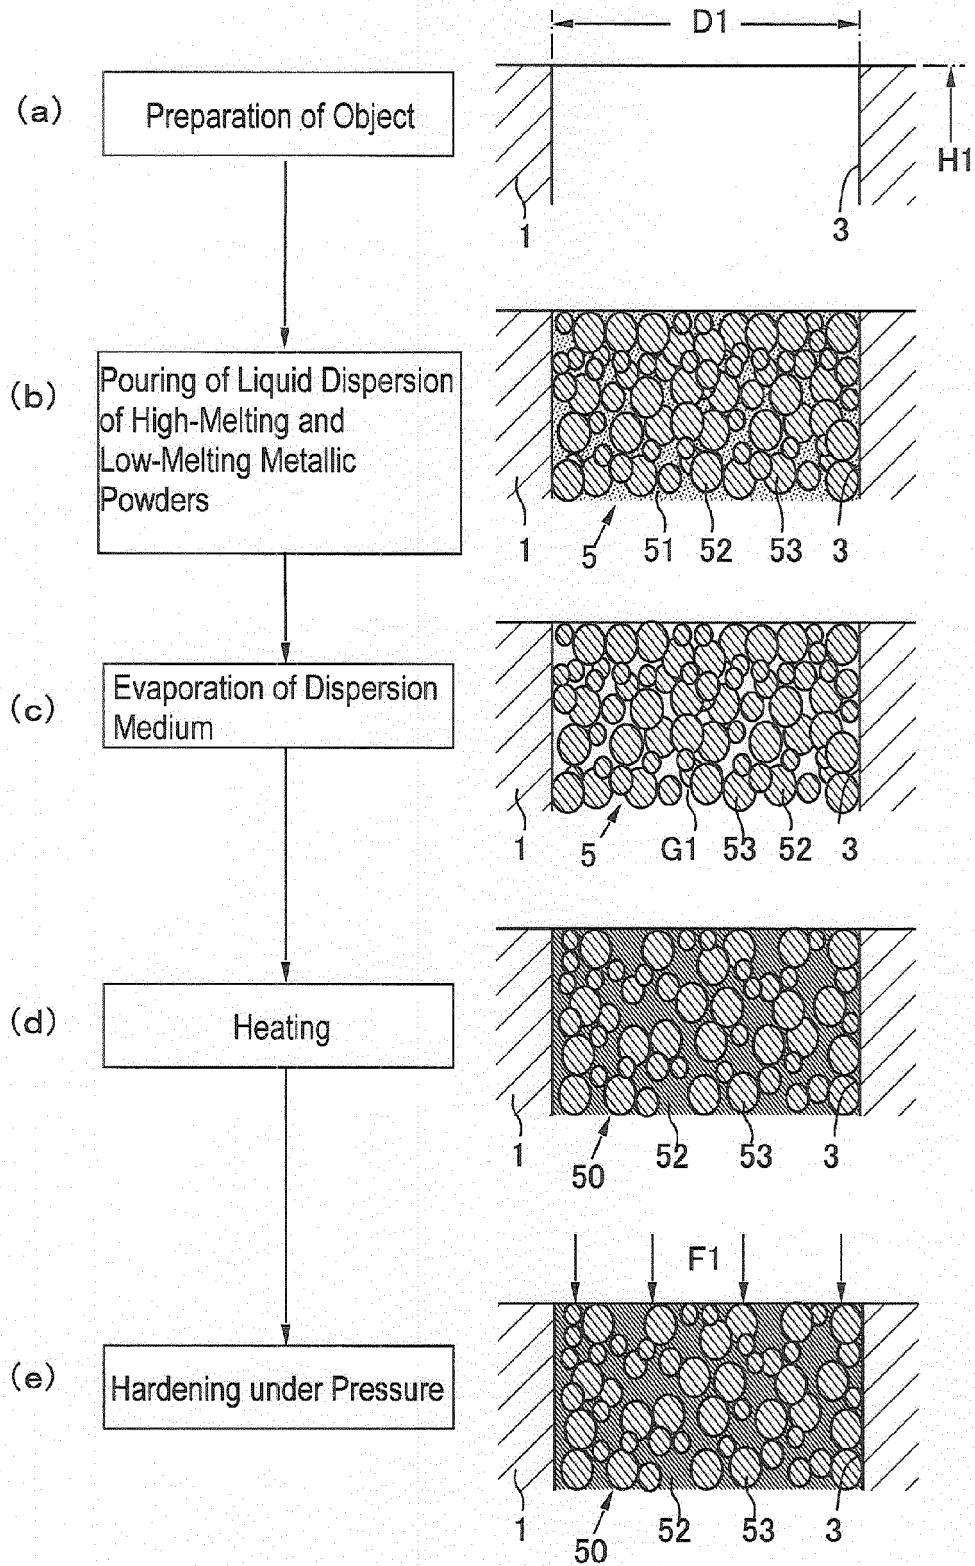 D1
(a)
Preparation of Object
H1
1
3
(b)
Pouring of Liquid Dispersion
of High-Melting and
Low-Melting Metallic
Powders
1
5
51
52
53
3
(c)
Evaporation of Dispersion
Medium
1
5
G1
53
52
3
(d)
Heating
1
50
52
53
3
F1
(e)
Hardening under Pressure
1
50
52
53
3